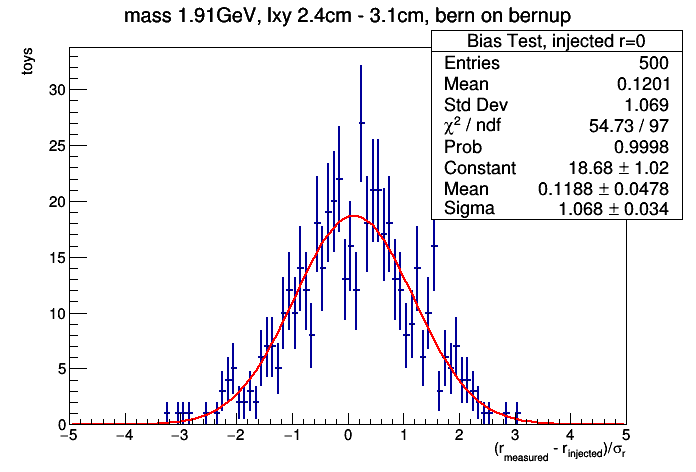 mass 1.91GeV, lxy 2.4cm - 3.1cm, bern on bernup
Bias Test, injected r=0
Entries 500
Mean 0.1201
Std Dev 1.069
χ² / ndf 54.73 / 97
Prob 0.9998
Constant 18.68 ± 1.02
Mean 0.1188 ± 0.0478
Sigma 1.068 ± 0.034
toys
30
25
20
15
10
5
0
−5 −4 −3 −2 −1 0 1 2 3 4 5
(r_measured - r_injected)/σ_r